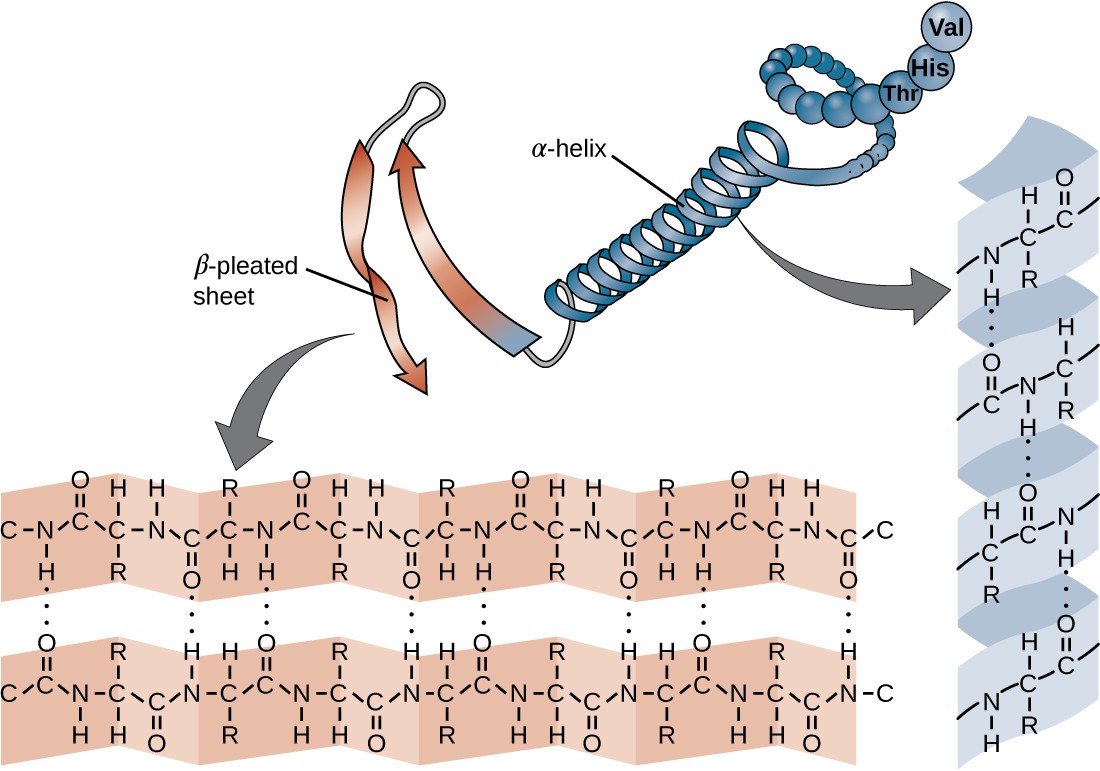 Val
His
Thr
α-helix
β-pleated
sheet
O H H R O H H R O H H R O H H
C N C C N C C N C C N C C N C C N C C N C C N C C
H R O H H R O H H R O H H R O
O R H H O R H H O R H H O R H
C C N C C N C C N C C N C C N C C N C C N C C N C
H H O R H H O R H H O R H H O
H O
N C C
H R
O H
C N C
H R
H O
C C N
R H
H O
N C C
H R